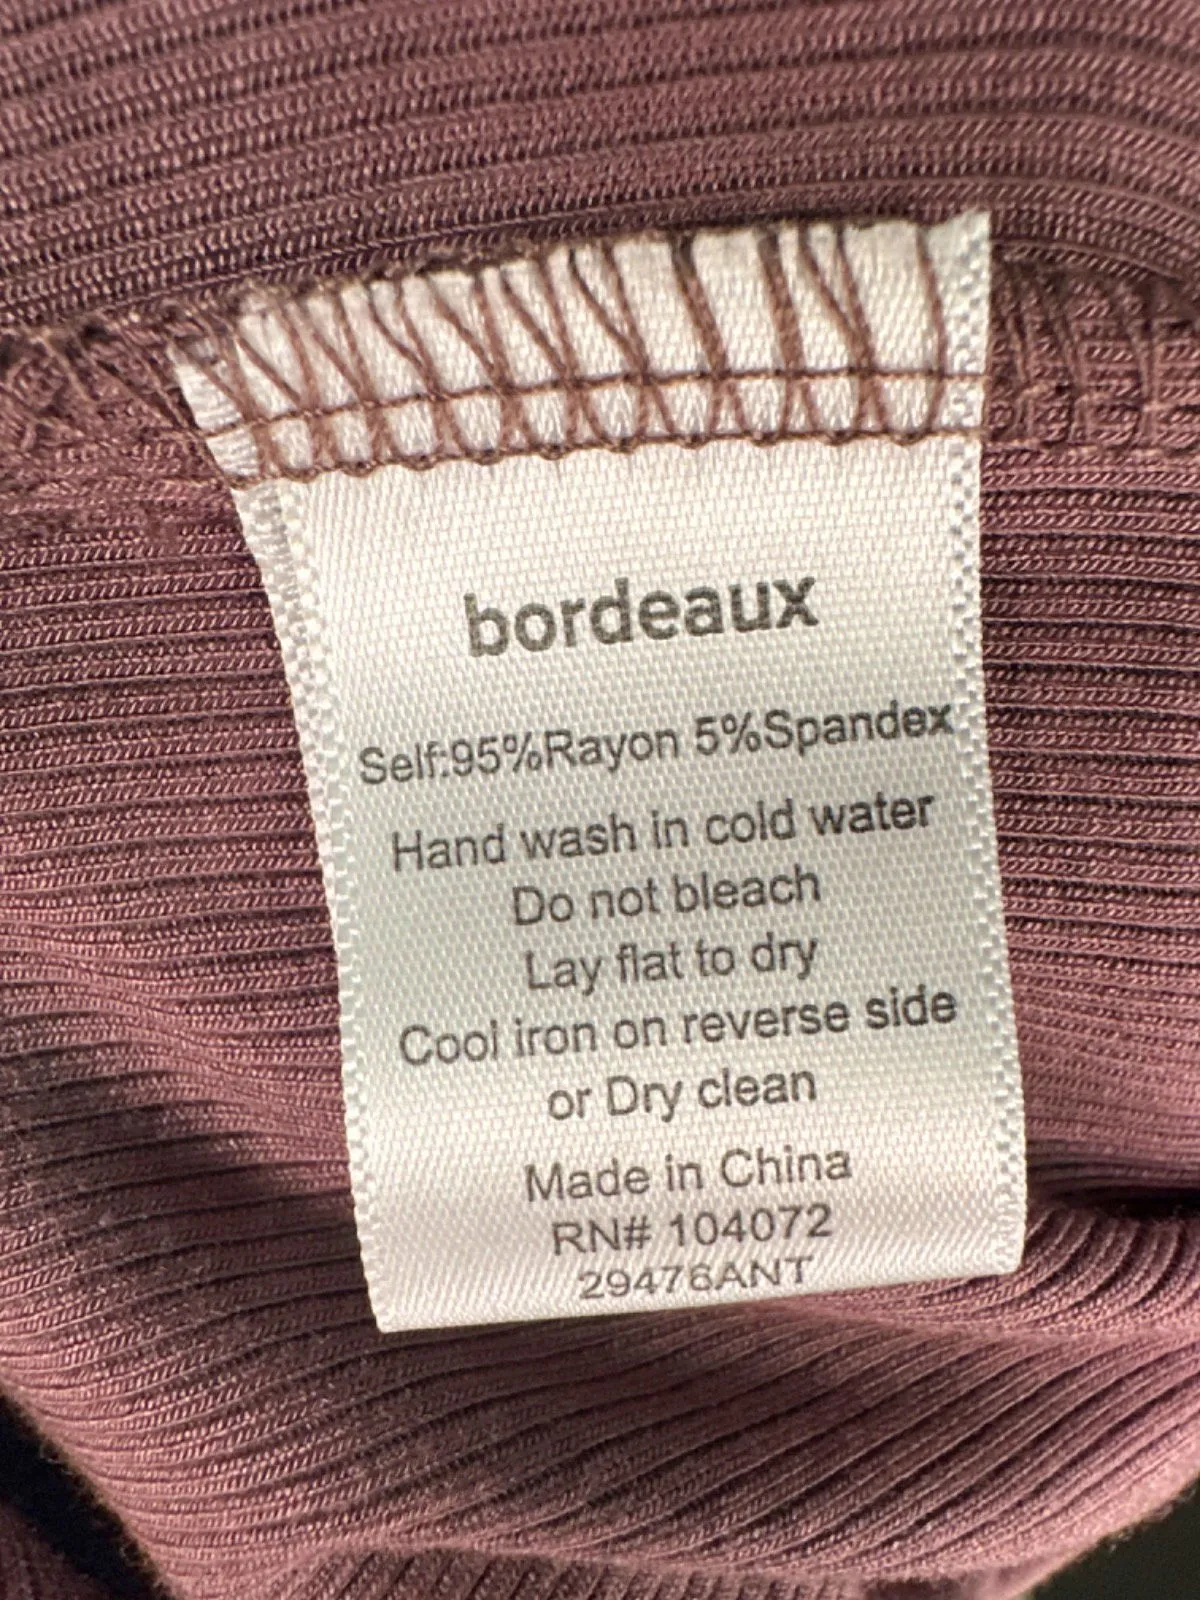 bordeaux
Self:95%Rayon 5%Spandex
Hand wash in cold water
Do not bleach
Lay flat to dry
Cool iron on reverse side
or Dry clean
Made in China
RN# 104072
29476ANT